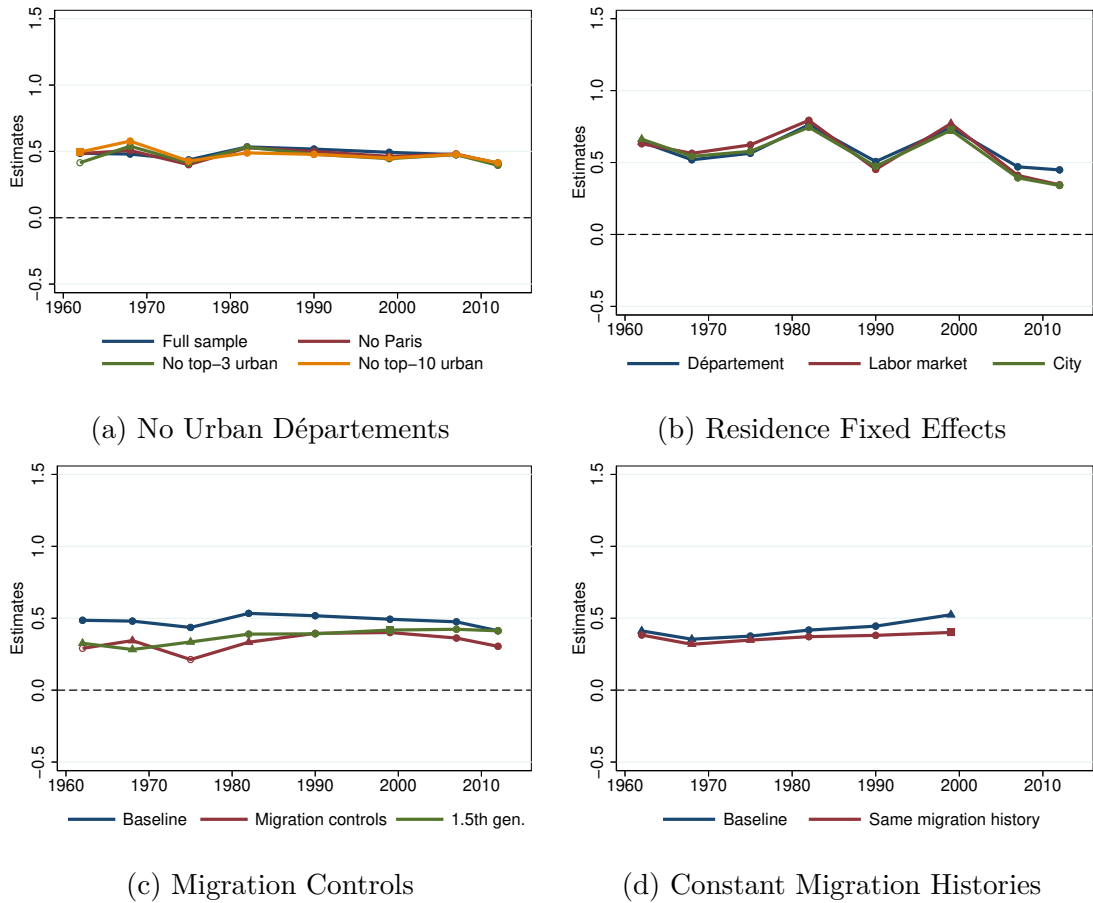 Estimates
1.5
1.0
0.5
0.0
−0.5
1960 1970 1980 1990 2000 2010
Full sample No Paris
No top−3 urban No top−10 urban
(a) No Urban Départements
Estimates
1.5
1.0
0.5
0.0
−0.5
1960 1970 1980 1990 2000 2010
Département Labor market City
(b) Residence Fixed Effects
Estimates
1.5
1.0
0.5
0.0
−0.5
1960 1970 1980 1990 2000 2010
Baseline Migration controls 1.5th gen.
(c) Migration Controls
Estimates
1.5
1.0
0.5
0.0
−0.5
1960 1970 1980 1990 2000 2010
Baseline Same migration history
(d) Constant Migration Histories